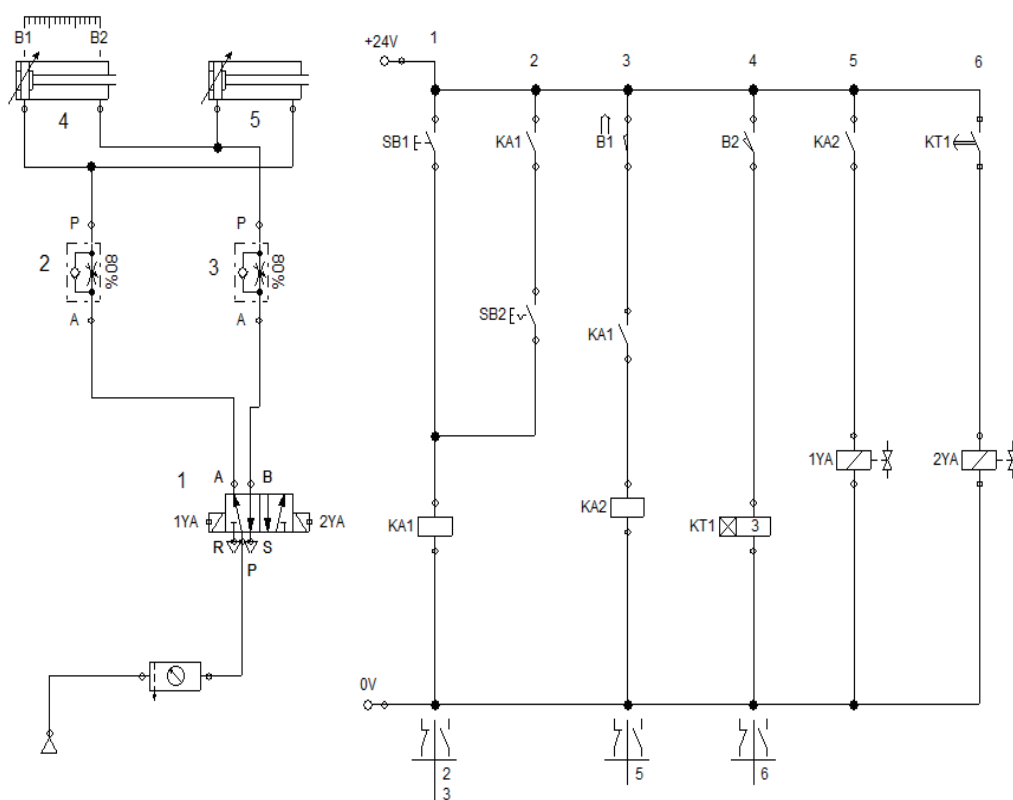 B1 B2
4 5
P P
2 80% 3 80%
A A
1 A B
1YA 2YA
R S
P
+24V 1 2 3 4 5 6
SB1 KA1 B1 B2 KA2 KT1
SB2 KA1
1YA 2YA
KA1 KA2 KT1 3
0V
2 5 6
3